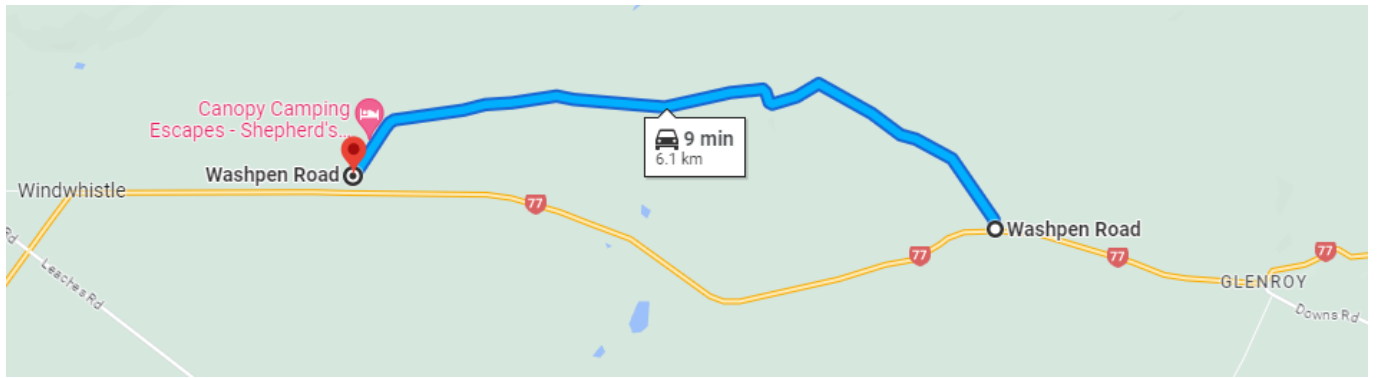 Canopy Camping
Escapes - Shepherd's...
9 min
6.1 km
Washpen Road
Windwhistle
77
Washpen Road
77
77
77
Rd
Leaches Rd
GLENROY
Downs Rd